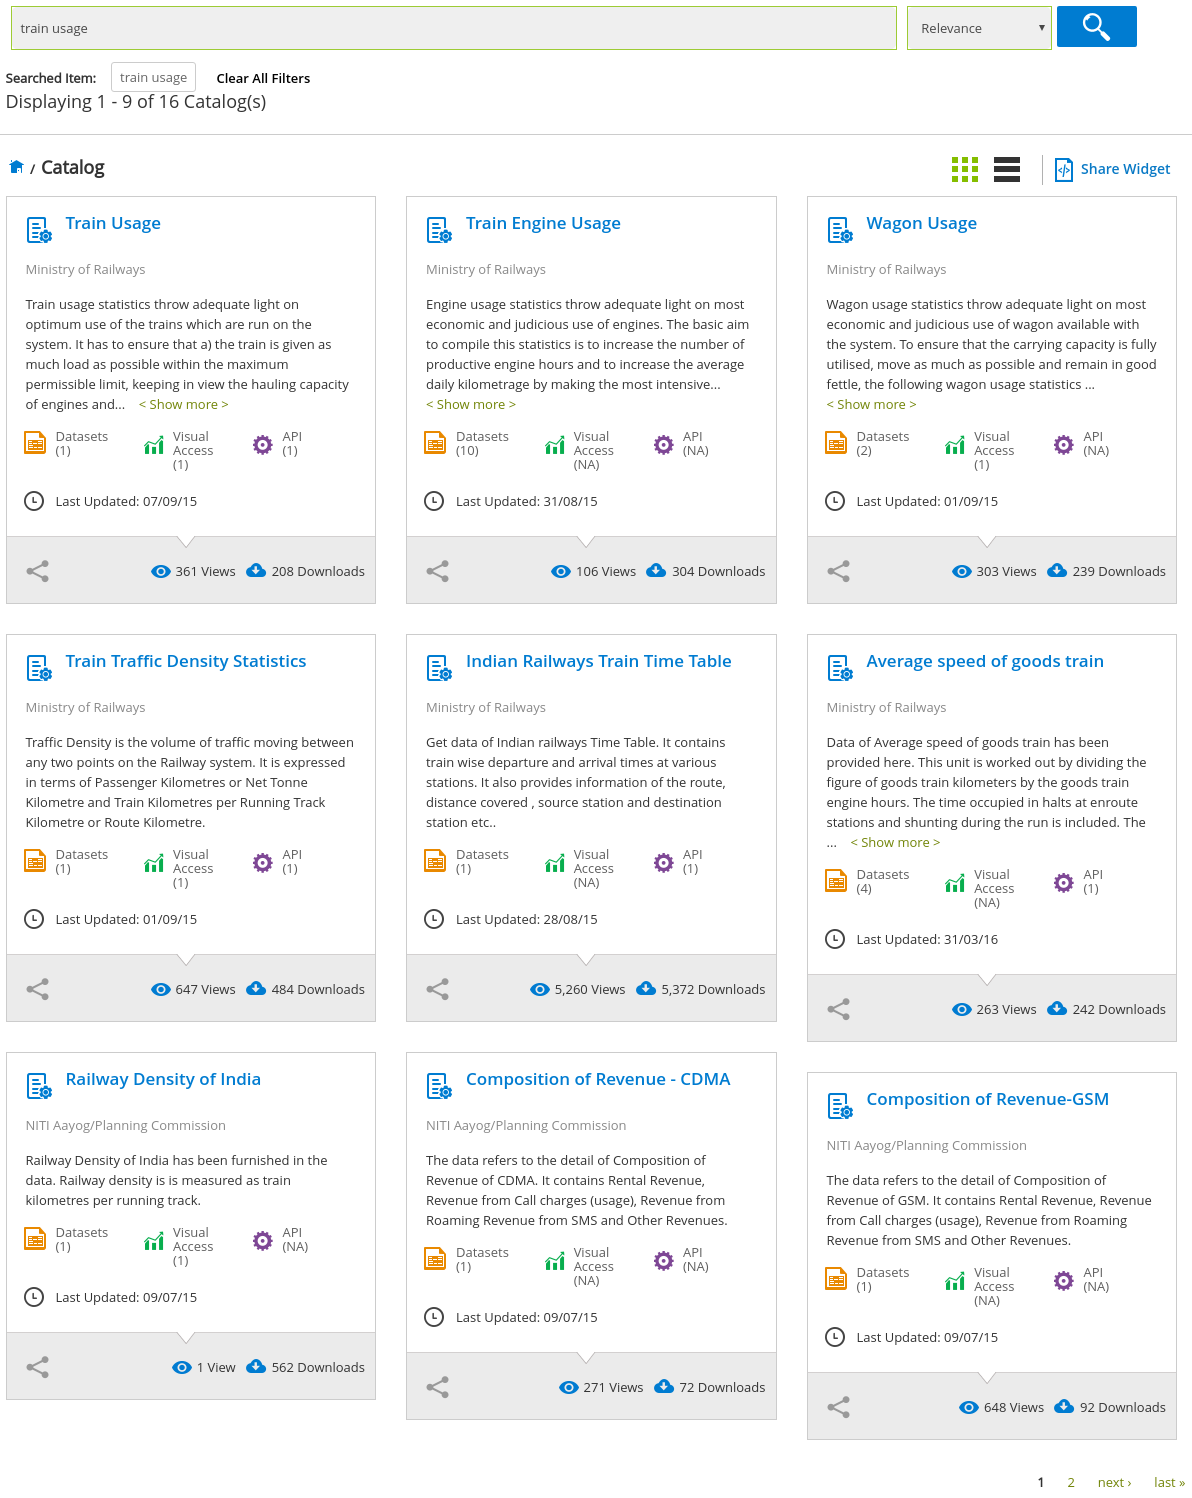 train usage
Relevance
Searched Item: train usage Clear All Filters
Displaying 1 - 9 of 16 Catalog(s)
/ Catalog
Share Widget
Train Usage
Ministry of Railways
Train usage statistics throw adequate light on
optimum use of the trains which are run on the
system. It has to ensure that a) the train is given as
much load as possible within the maximum
permissible limit, keeping in view the hauling capacity
of engines and... < Show more >
Datasets
(1)
Visual
Access
(1)
API
(1)
Last Updated: 07/09/15
361 Views 208 Downloads
Train Engine Usage
Ministry of Railways
Engine usage statistics throw adequate light on most
economic and judicious use of engines. The basic aim
to compile this statistics is to increase the number of
productive engine hours and to increase the average
daily kilometrage by making the most intensive...
< Show more >
Datasets
(10)
Visual
Access
(NA)
API
(NA)
Last Updated: 31/08/15
106 Views 304 Downloads
Wagon Usage
Ministry of Railways
Wagon usage statistics throw adequate light on most
economic and judicious use of wagon available with
the system. To ensure that the carrying capacity is fully
utilised, move as much as possible and remain in good
fettle, the following wagon usage statistics ...
< Show more >
Datasets
(2)
Visual
Access
(1)
API
(NA)
Last Updated: 01/09/15
303 Views 239 Downloads
Train Traffic Density Statistics
Ministry of Railways
Traffic Density is the volume of traffic moving between
any two points on the Railway system. It is expressed
in terms of Passenger Kilometres or Net Tonne
Kilometre and Train Kilometres per Running Track
Kilometre or Route Kilometre.
Datasets
(1)
Visual
Access
(1)
API
(1)
Last Updated: 01/09/15
647 Views 484 Downloads
Indian Railways Train Time Table
Ministry of Railways
Get data of Indian railways Time Table. It contains
train wise departure and arrival times at various
stations. It also provides information of the route,
distance covered , source station and destination
station etc..
Datasets
(1)
Visual
Access
(NA)
API
(1)
Last Updated: 28/08/15
5,260 Views 5,372 Downloads
Average speed of goods train
Ministry of Railways
Data of Average speed of goods train has been
provided here. This unit is worked out by dividing the
figure of goods train kilometers by the goods train
engine hours. The time occupied in halts at enroute
stations and shunting during the run is included. The
... < Show more >
Datasets
(4)
Visual
Access
(NA)
API
(1)
Last Updated: 31/03/16
263 Views 242 Downloads
Railway Density of India
NITI Aayog/Planning Commission
Railway Density of India has been furnished in the
data. Railway density is is measured as train
kilometres per running track.
Datasets
(1)
Visual
Access
(1)
API
(NA)
Last Updated: 09/07/15
1 View 562 Downloads
Composition of Revenue - CDMA
NITI Aayog/Planning Commission
The data refers to the detail of Composition of
Revenue of CDMA. It contains Rental Revenue,
Revenue from Call charges (usage), Revenue from
Roaming Revenue from SMS and Other Revenues.
Datasets
(1)
Visual
Access
(NA)
API
(NA)
Last Updated: 09/07/15
271 Views 72 Downloads
Composition of Revenue-GSM
NITI Aayog/Planning Commission
The data refers to the detail of Composition of
Revenue of GSM. It contains Rental Revenue, Revenue
from Call charges (usage), Revenue from Roaming
Revenue from SMS and Other Revenues.
Datasets
(1)
Visual
Access
(NA)
API
(NA)
Last Updated: 09/07/15
648 Views 92 Downloads
1 2 next › last »